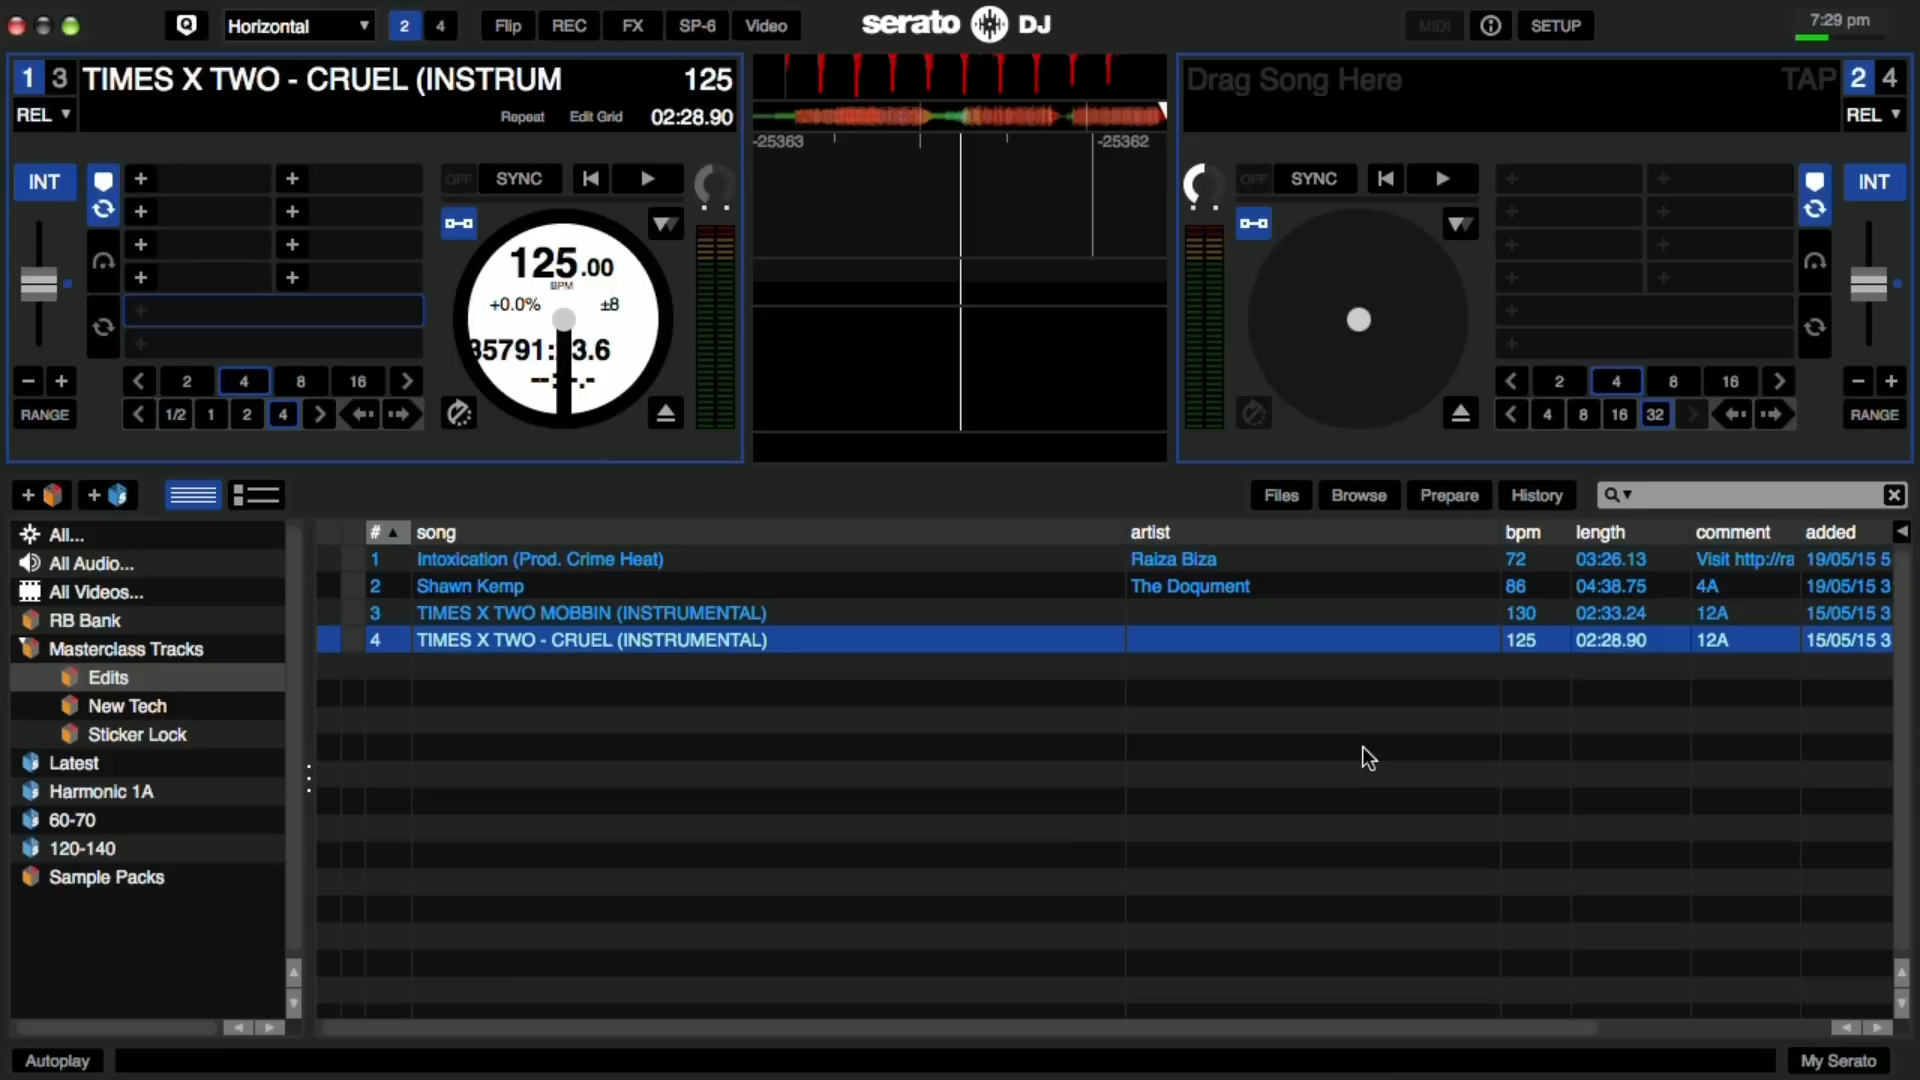 Horizontal 2 4 Flip REC FX SP-6 Video serato DJ MIDI SETUP 7:29 pm
1 3 TIMES X TWO - CRUEL (INSTRUM 125
REL Repeat Edit Grid 02:28.90
-25363 -25362
Drag Song Here TAP 2 4
REL
INT OFF SYNC
125.00
BPM
+0.0% ±8
--:--.-
2 4 8 16
RANGE 1/2 1 2 4
OFF SYNC INT
2 4 8 16
4 8 16 32 RANGE
Files Browse Prepare History
All...
All Audio...
All Videos...
RB Bank
Masterclass Tracks
Edits
New Tech
Sticker Lock
Latest
Harmonic 1A
60-70
120-140
Sample Packs
# song artist bpm length comment added
1 Intoxication (Prod. Crime Heat) Raiza Biza 72 03:26.13 Visit http://ra 19/05/15 5
2 Shawn Kemp The Doqument 86 04:38.75 4A 19/05/15 3
3 TIMES X TWO MOBBIN (INSTRUMENTAL) 130 02:33.24 12A 15/05/15 3
4 TIMES X TWO - CRUEL (INSTRUMENTAL) 125 02:28.90 12A 15/05/15 3
Autoplay My Serato